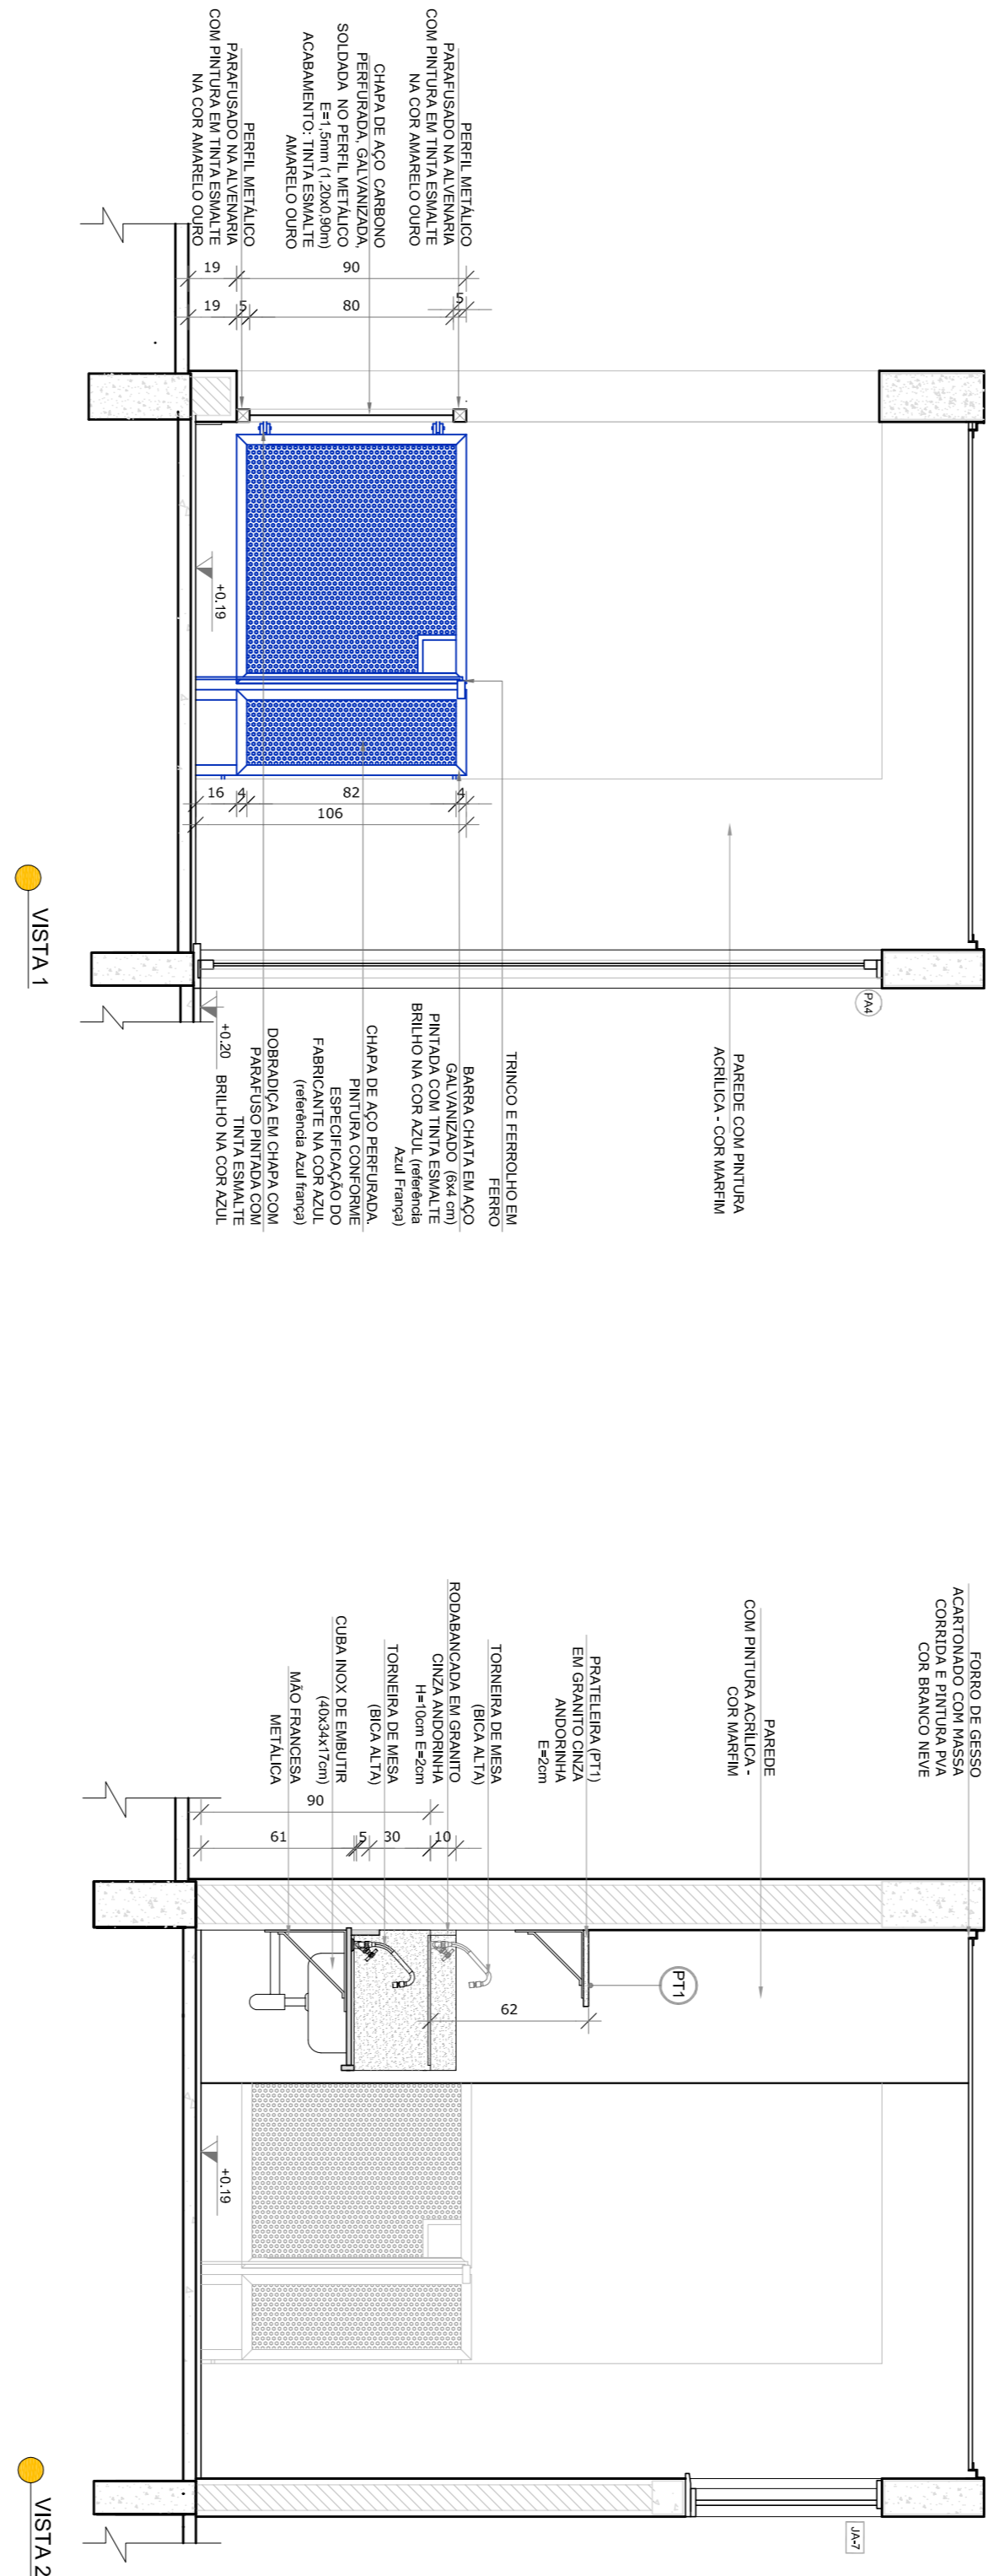 PERFIL METÁLICO
PARAFUSADO NA ALVENARIA
COM PINTURA EM TINTA ESMALTE
NA COR AMARELO OURO
CHAPA DE AÇO CARBONO
PERFURADA, GALVANIZADA,
SOLDADA NO PERFIL METÁLICO
E=1,5mm (1,20x0,90m)
ACABAMENTO: TINTA ESMALTE
AMARELO OURO
PERFIL METÁLICO
PARAFUSADO NA ALVENARIA
COM PINTURA EM TINTA ESMALTE
NA COR AMARELO OURO
90
19
5
80
5
19
+0.19
4
82
4
16
106
PA4
PAREDE COM PINTURA
ACRÍLICA - COR MARFIM
TRINCO E FERROLHO EM
FERRO
BARRA CHATA EM AÇO
GALVANIZADO (6x4 cm)
PINTADA COM TINTA ESMALTE
BRILHO NA COR AZUL (referência
Azul França)
CHAPA DE AÇO PERFURADA.
PINTURA CONFORME
ESPECIFICAÇÃO DO
FABRICANTE NA COR AZUL
(referência Azul frança)
DOBRADIÇA EM CHAPA COM
PARAFUSO PINTADA COM
TINTA ESMALTE
BRILHO NA COR AZUL
+0.20
VISTA 1
FORRO DE GESSO
ACARTONADO COM MASSA
CORRIDA E PINTURA PVA
COR BRANCO NEVE
PAREDE
COM PINTURA ACRÍLICA -
COR MARFIM
PRATELEIRA (PT1)
EM GRANITO CINZA
ANDORINHA
E=2cm
TORNEIRA DE MESA
(BICA ALTA)
RODABANCADA EM GRANITO
CINZA ANDORINHA
H=10cm E=2cm
TORNEIRA DE MESA
(BICA ALTA)
CUBA INOX DE EMBUTIR
(40x34x17cm)
MÃO FRANCESA
METÁLICA
90
10
30
5
61
PT1
62
+0.19
JA-7
VISTA 2